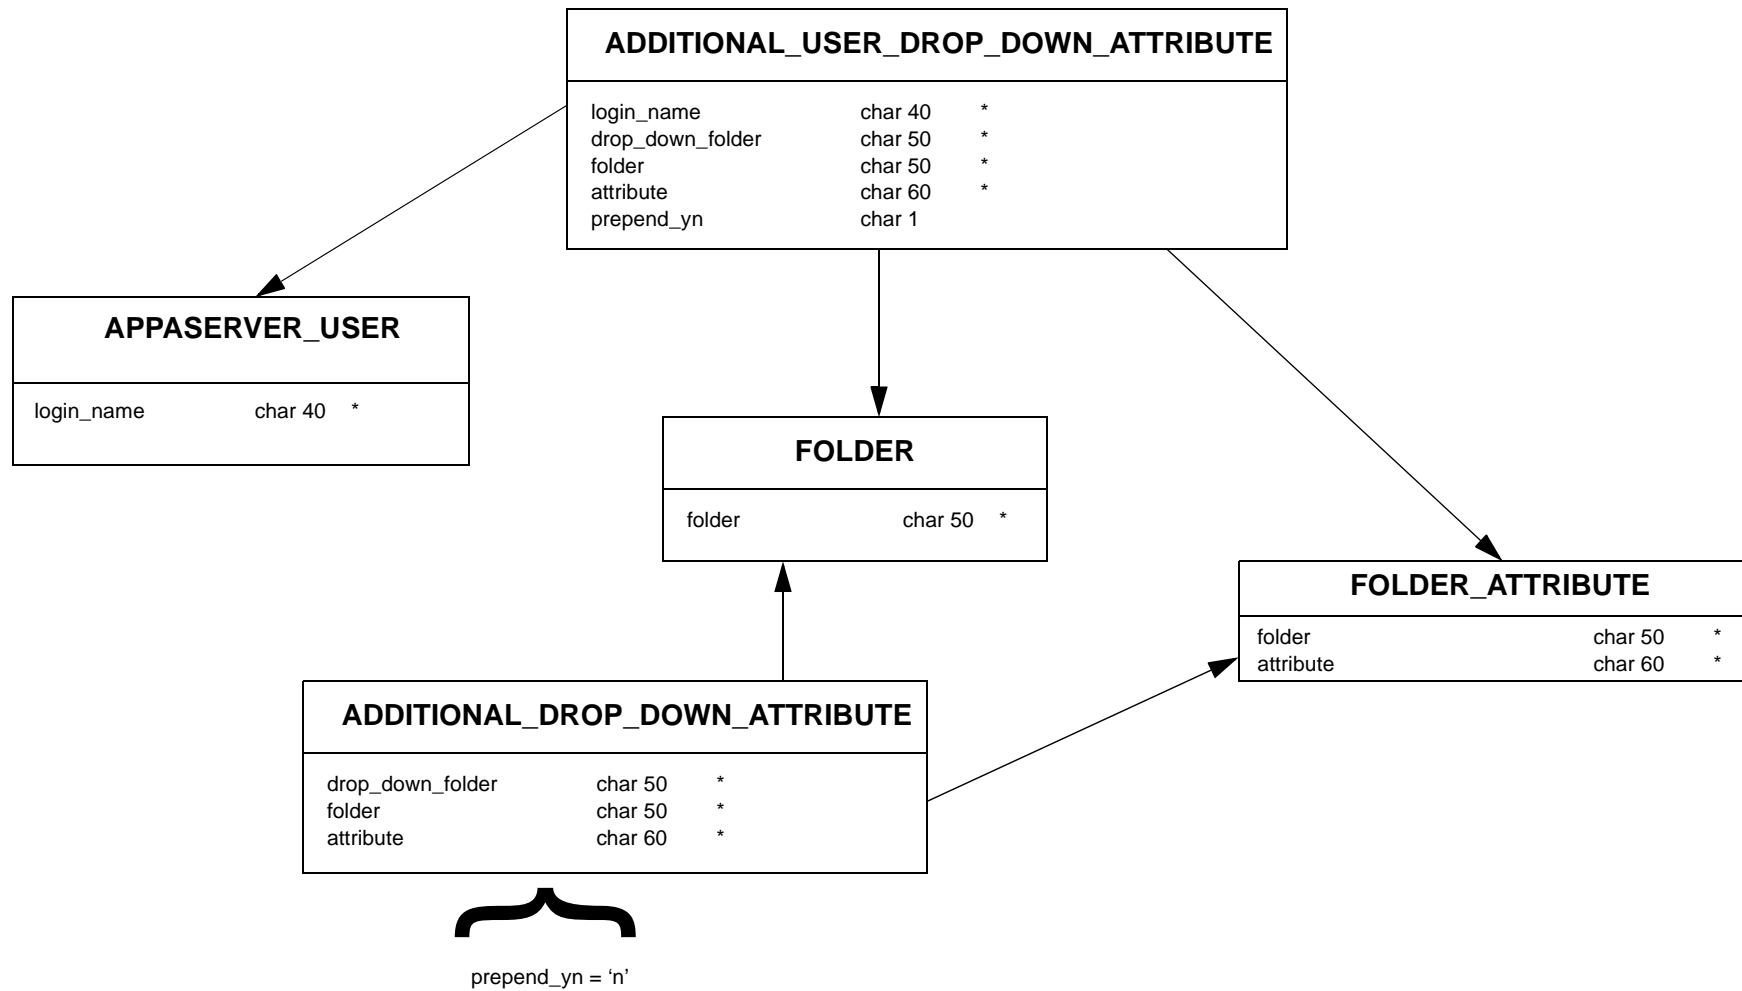 ADDITIONAL_USER_DROP_DOWN_ATTRIBUTE
login_name char 40 *
drop_down_folder char 50 *
folder char 50 *
attribute char 60 *
prepend_yn char 1
APPASERVER_USER
login_name char 40 *
FOLDER
folder char 50 *
FOLDER_ATTRIBUTE
folder char 50 *
attribute char 60 *
ADDITIONAL_DROP_DOWN_ATTRIBUTE
drop_down_folder char 50 *
folder char 50 *
attribute char 60 *
prepend_yn = ‘n’